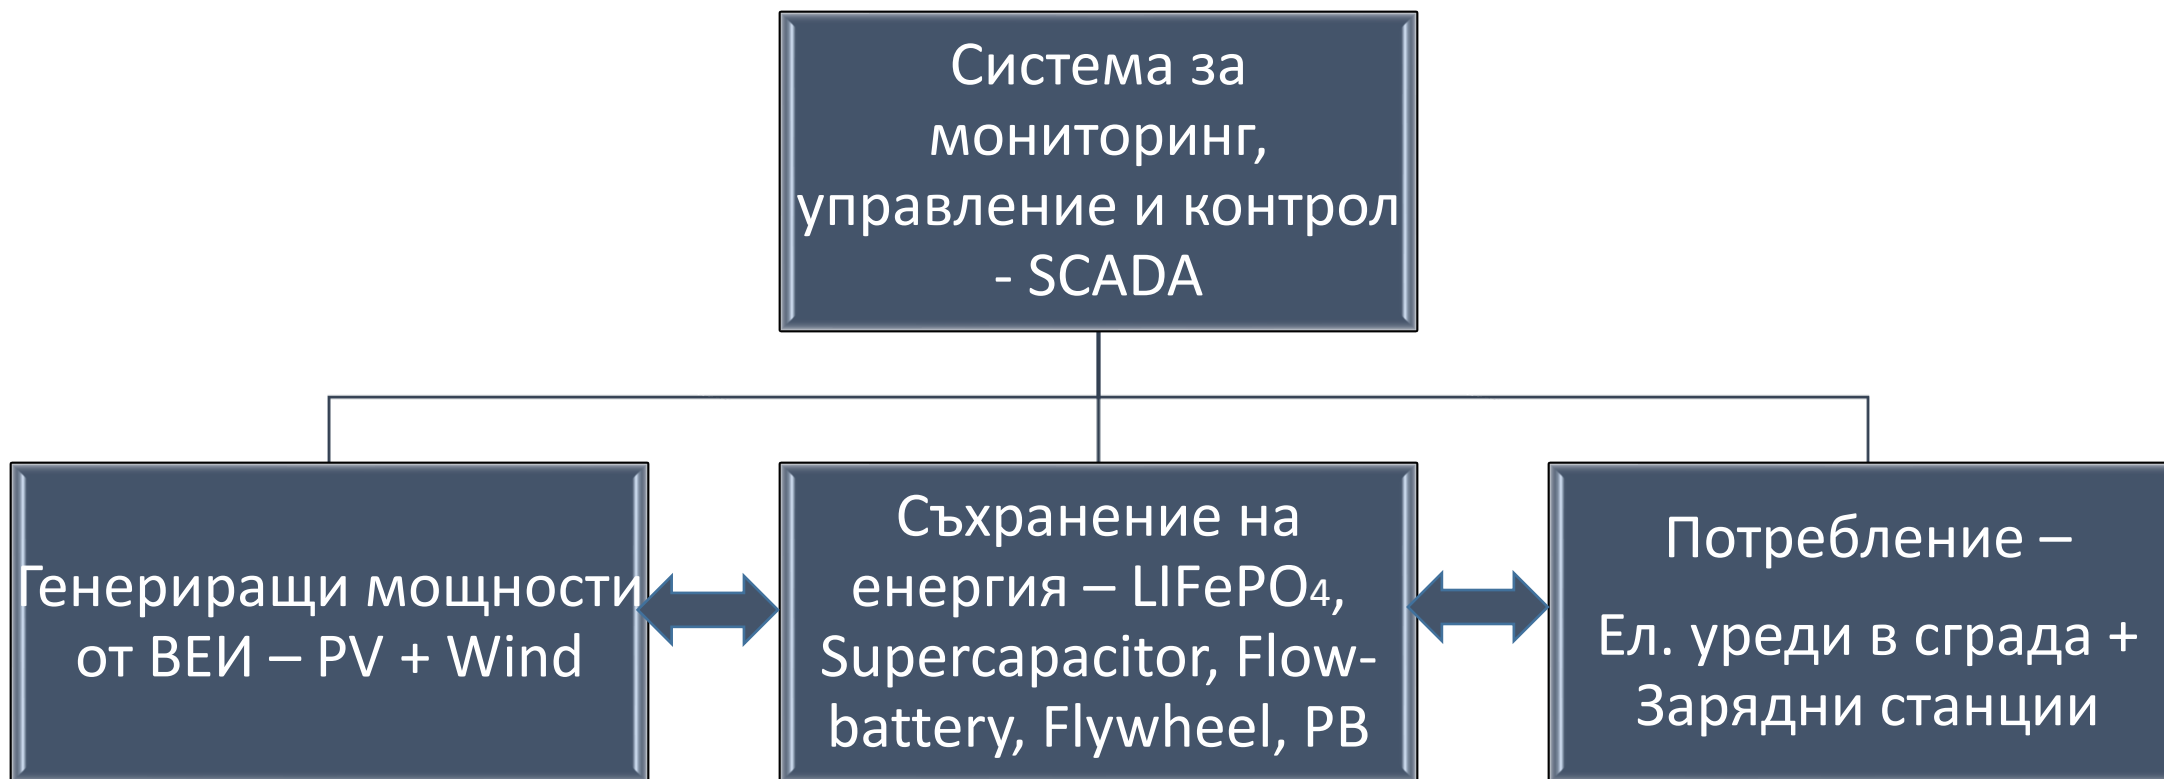 Система за
мониторинг,
управление и контрол
- SCADA
Генериращи мощности
от ВЕИ – PV + Wind
Съхранение на
енергия – LIFePO₄,
Supercapacitor, Flow-
battery, Flywheel, PB
Потребление –
Ел. уреди в сграда +
Зарядни станции